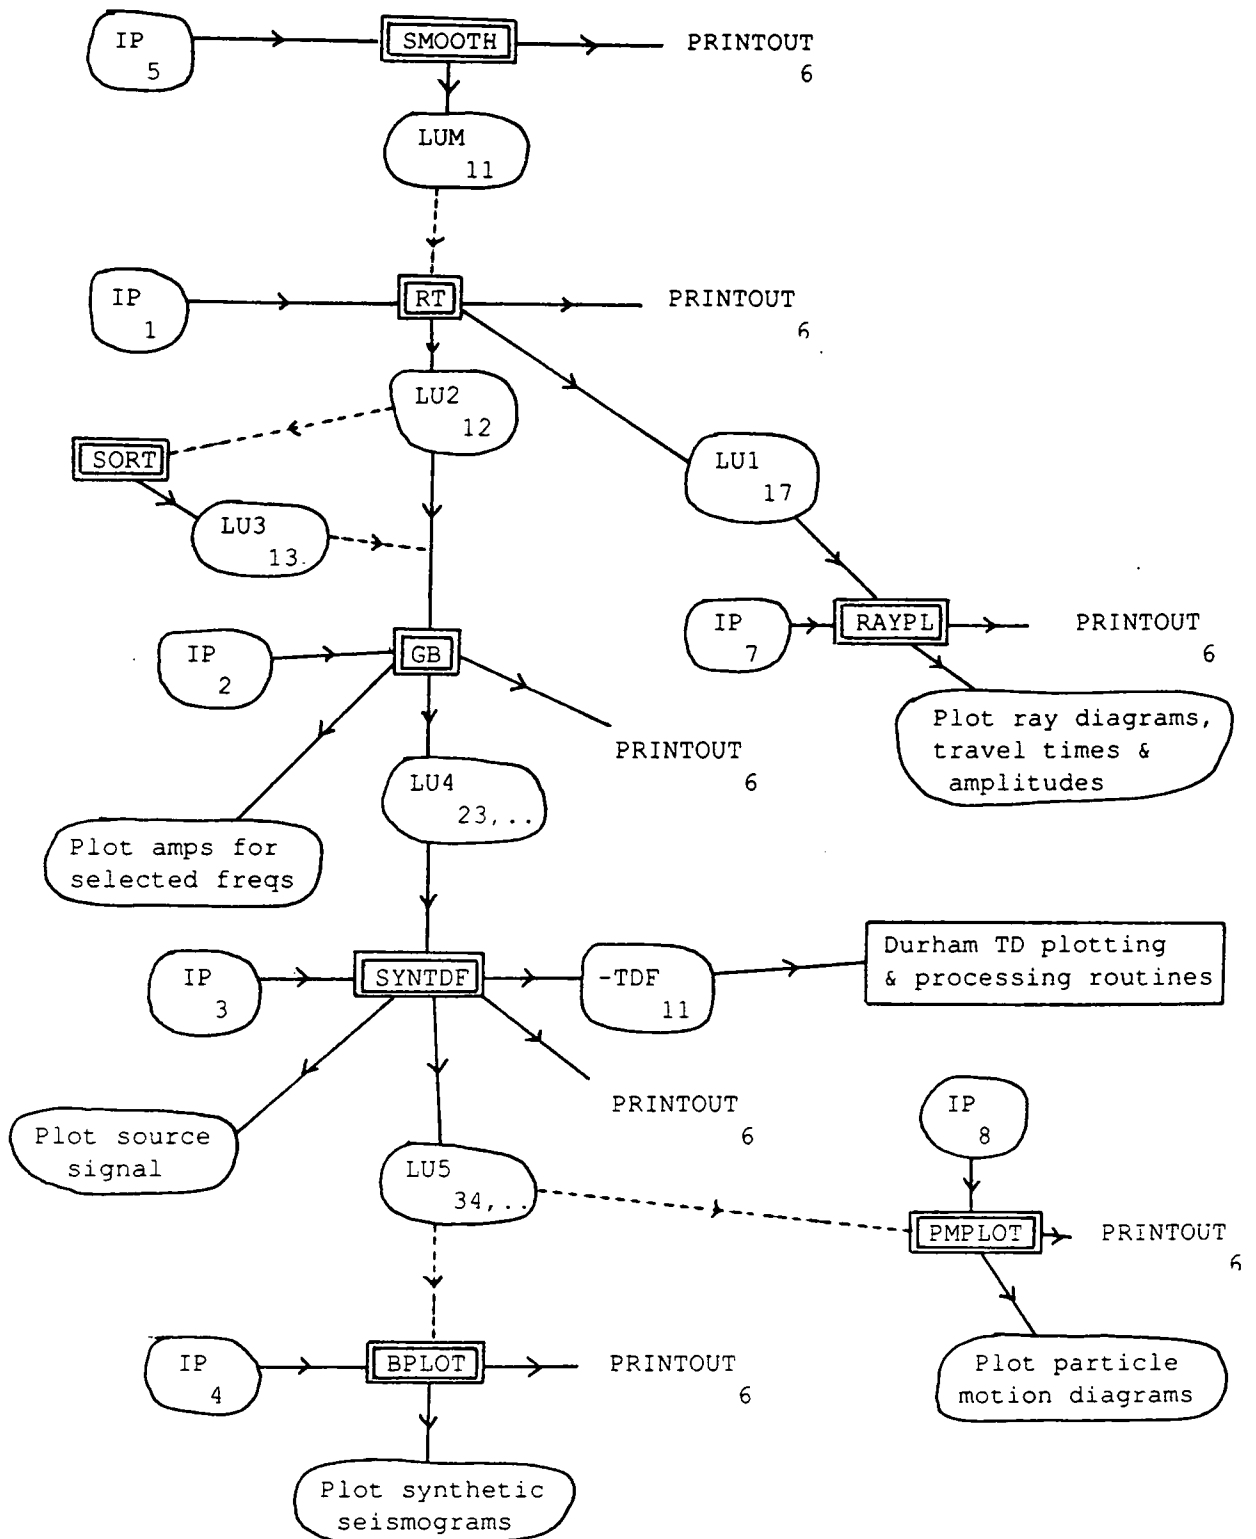 IP
5
SMOOTH
PRINTOUT
6
LUM
11
IP
1
RT
PRINTOUT
6
LU2
12
SORT
LU3
13
LU1
17
IP
2
GB
PRINTOUT
6
IP
7
RAYPL
PRINTOUT
6
Plot ray diagrams,
travel times &
amplitudes
LU4
23,..
Plot amps for
selected freqs
IP
3
SYNTDF
-TDF
11
Durham TD plotting
& processing routines
PRINTOUT
6
Plot source
signal
LU5
34,..
IP
8
PMPLOT
PRINTOUT
6
Plot particle
motion diagrams
IP
4
BPLOT
PRINTOUT
6
Plot synthetic
seismograms